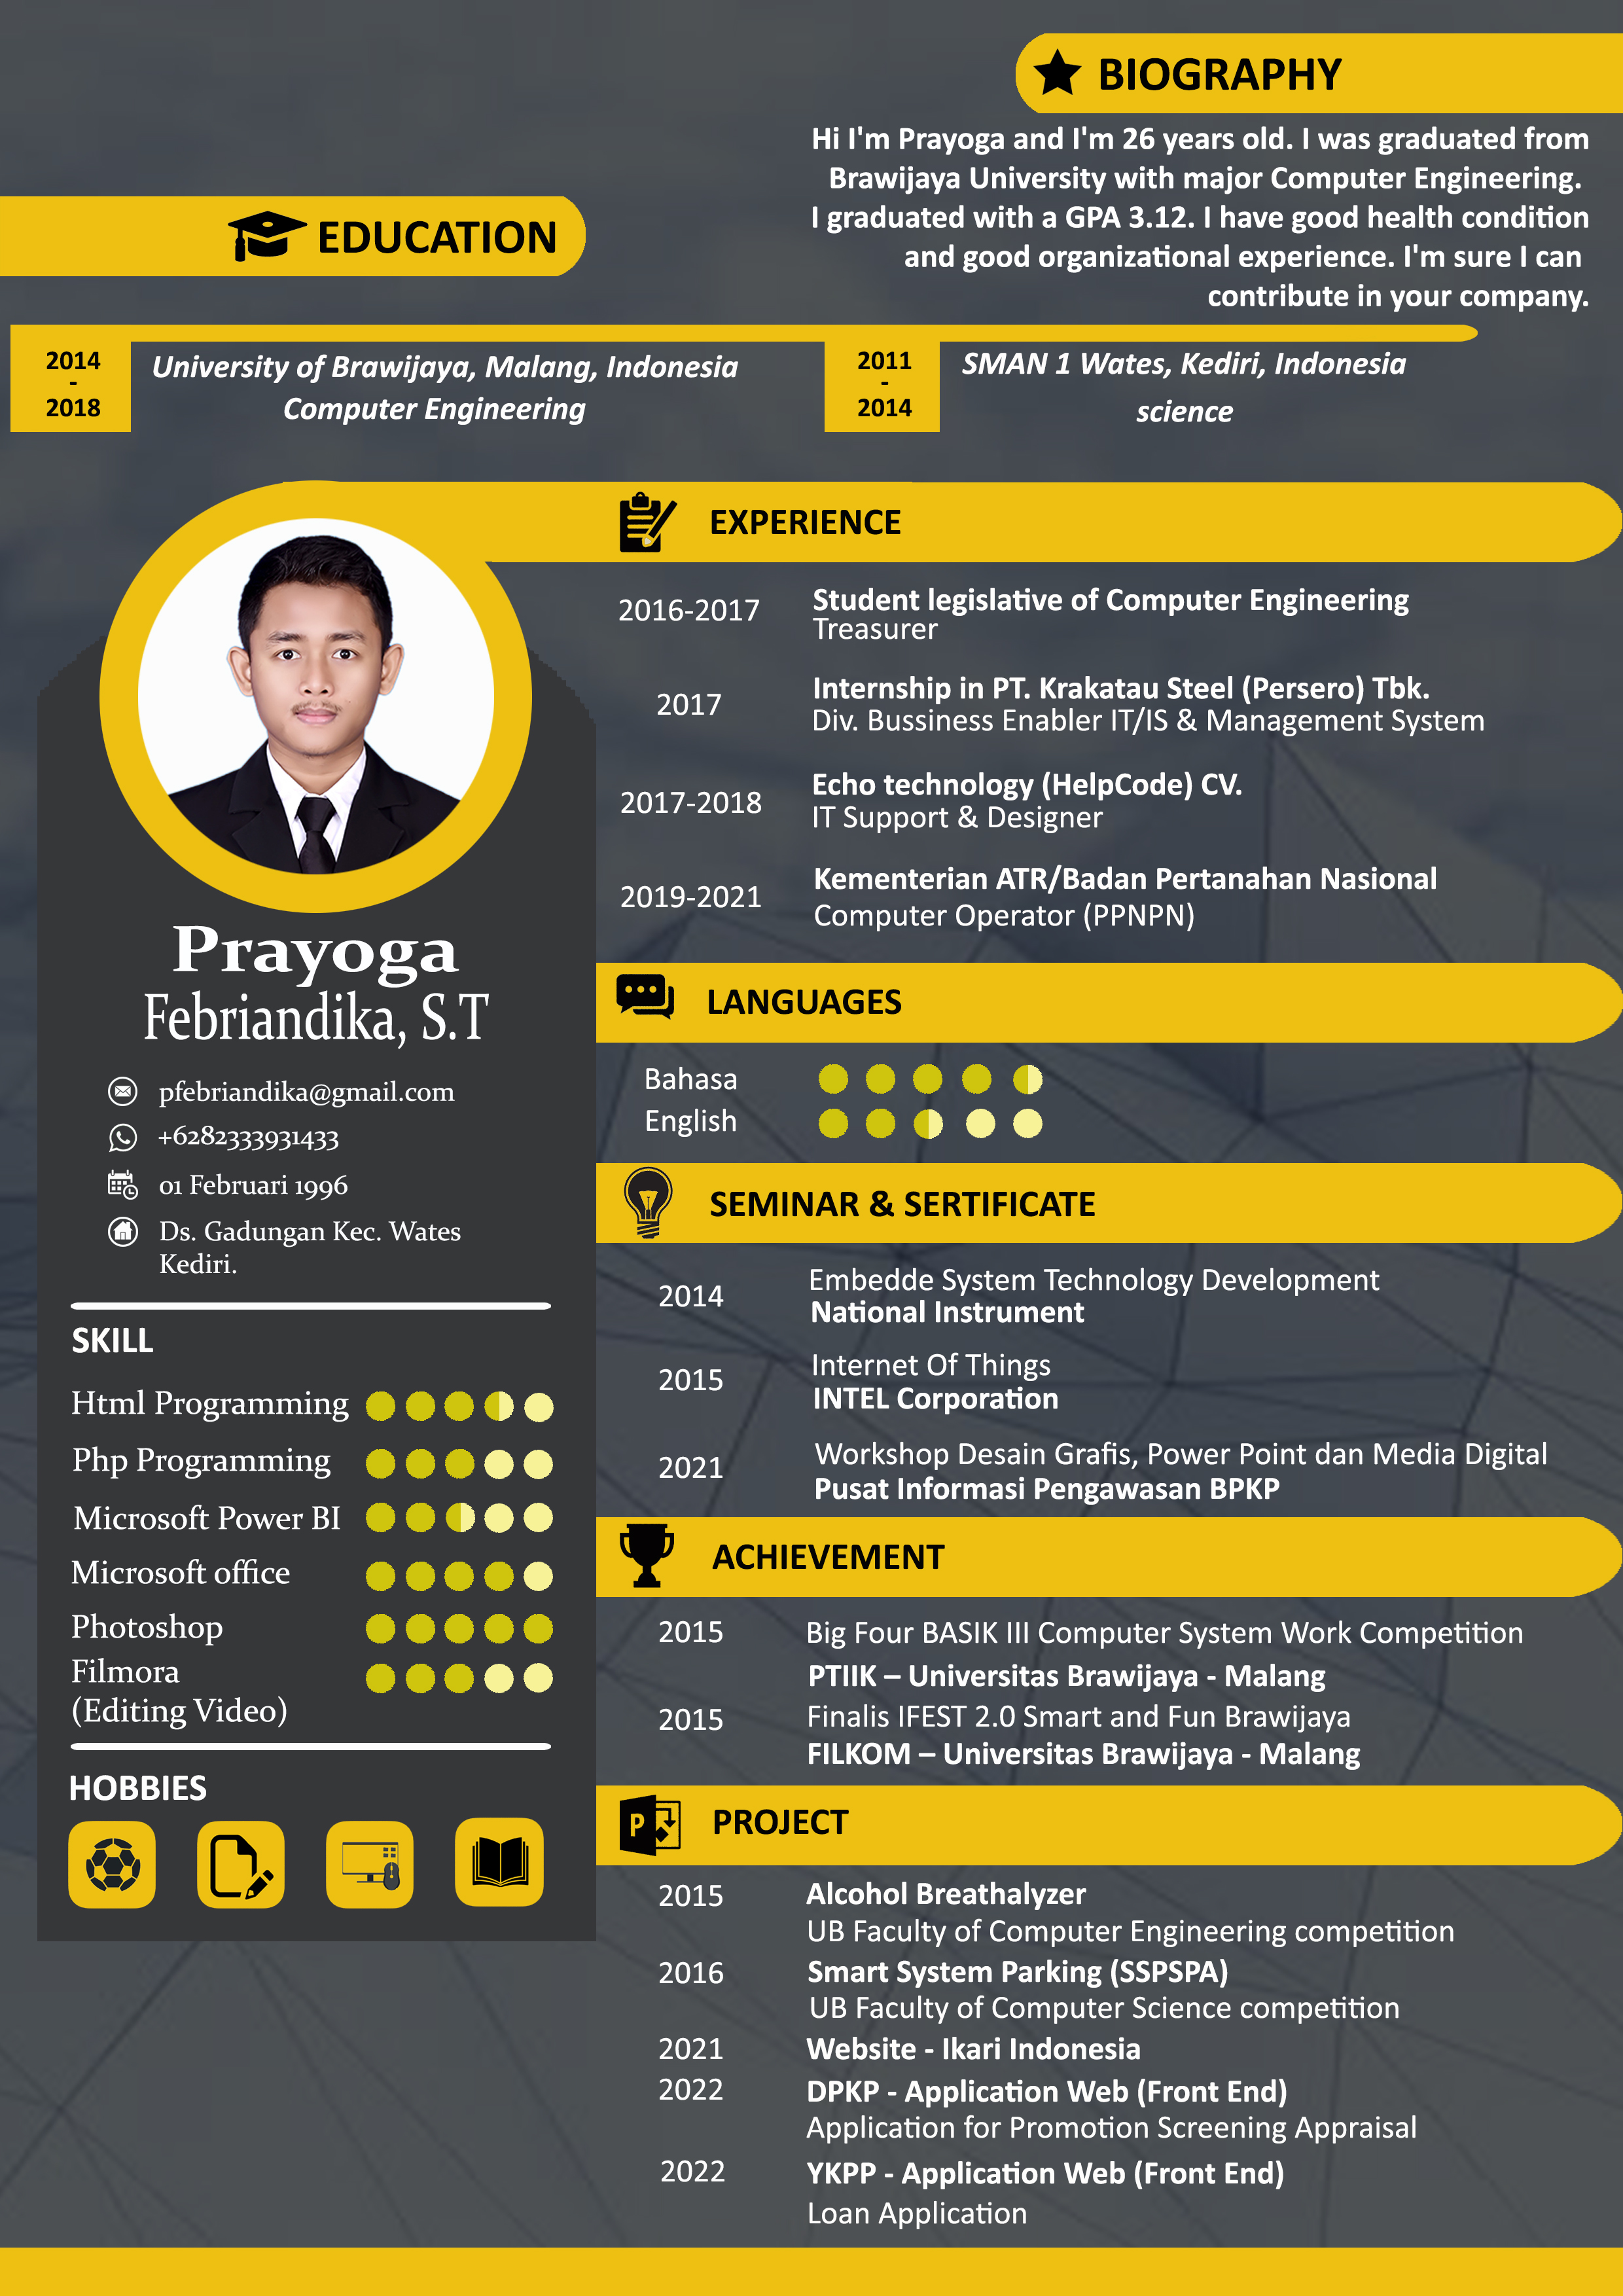 BIOGRAPHY
Hi I'm Prayoga and I'm 26 years old. I was graduated from
Brawijaya University with major Computer Engineering.
I graduated with a GPA 3.12. I have good health condition
and good organizational experience. I'm sure I can
contribute in your company.
EDUCATION
2014
-
2018
University of Brawijaya, Malang, Indonesia
Computer Engineering
2011
-
2014
SMAN 1 Wates, Kediri, Indonesia
science
Prayoga
Febriandika, S.T
pfebriandika@gmail.com
+6282333931433
01 Februari 1996
Ds. Gadungan Kec. Wates
Kediri.
SKILL
Html Programming
Php Programming
Microsoft Power BI
Microsoft office
Photoshop
Filmora
(Editing Video)
HOBBIES
EXPERIENCE
2016-2017
Student legislative of Computer Engineering
Treasurer
2017
Internship in PT. Krakatau Steel (Persero) Tbk.
Div. Bussiness Enabler IT/IS & Management System
2017-2018
Echo technology (HelpCode) CV.
IT Support & Designer
2019-2021
Kementerian ATR/Badan Pertanahan Nasional
Computer Operator (PPNPN)
LANGUAGES
Bahasa
English
SEMINAR & SERTIFICATE
2014
Embedde System Technology Development
National Instrument
2015
Internet Of Things
INTEL Corporation
2021
Workshop Desain Grafis, Power Point dan Media Digital
Pusat Informasi Pengawasan BPKP
ACHIEVEMENT
2015
Big Four BASIK III Computer System Work Competition
PTIIK – Universitas Brawijaya - Malang
2015
Finalis IFEST 2.0 Smart and Fun Brawijaya
FILKOM – Universitas Brawijaya - Malang
P
PROJECT
2015
Alcohol Breathalyzer
UB Faculty of Computer Engineering competition
2016
Smart System Parking (SSPSPA)
UB Faculty of Computer Science competition
2021
Website - Ikari Indonesia
2022
DPKP - Application Web (Front End)
Application for Promotion Screening Appraisal
2022
YKPP - Application Web (Front End)
Loan Application